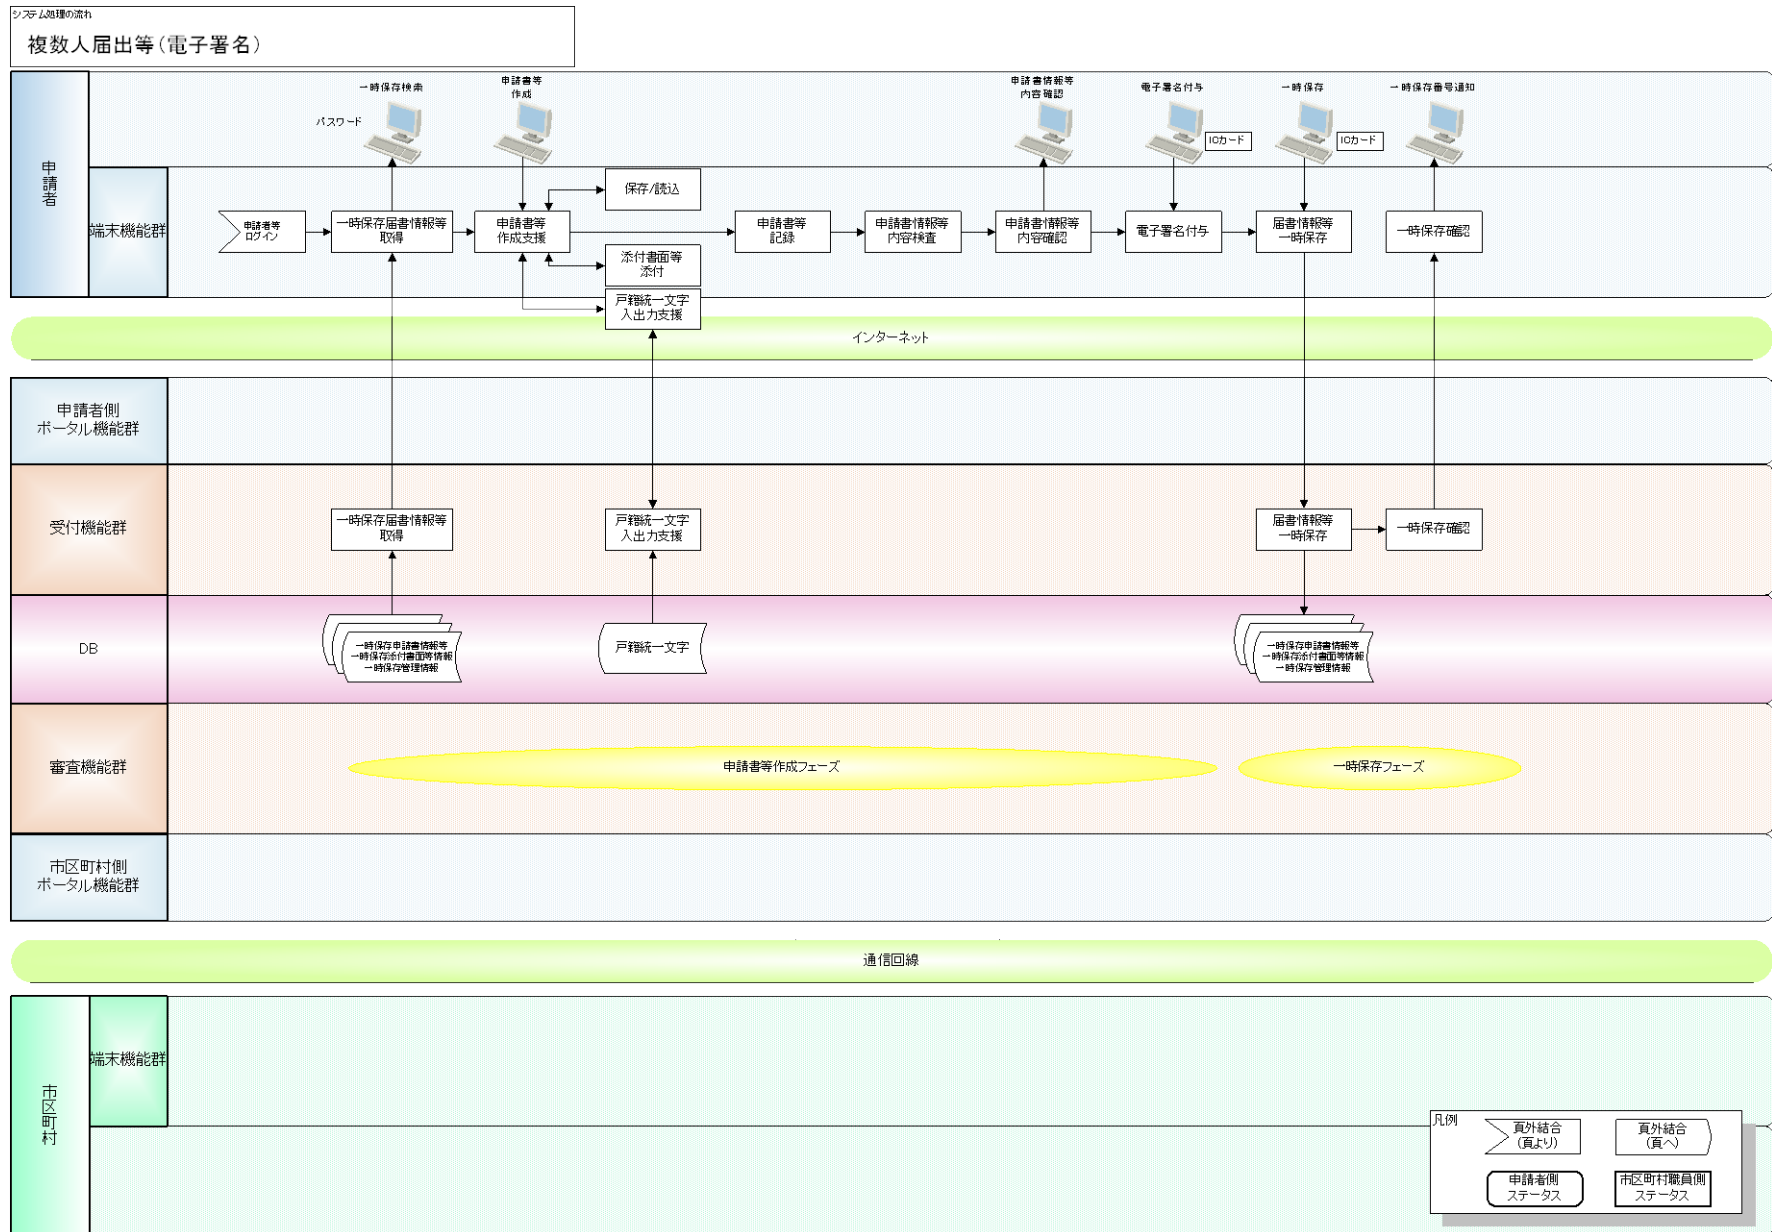 システム処理の流れ
複数人届出等(電子署名)
一時保存検索
パスワード
申請書等
作成
申請書情報等
内容確認
電子署名付与
ICカード
一時保存
ICカード
一時保存番号通知
申請者
端末機能群
申請者等
ログイン
一時保存届書情報等
取得
申請書等
作成支援
保存/読込
添付書面等
添付
戸籍統一文字
入出力支援
申請書等
記録
申請書情報等
内容検査
申請書情報等
内容確認
電子署名付与
届書情報等
一時保存
一時保存確認
インターネット
申請者側
ポータル機能群
受付機能群
一時保存届書情報等
取得
戸籍統一文字
入出力支援
届書情報等
一時保存
一時保存確認
DB
一時保存申請書情報等
一時保存添付書面等情報
一時保存管理情報
戸籍統一文字
一時保存申請書情報等
一時保存添付書面等情報
一時保存管理情報
審査機能群
申請書等作成フェーズ
一時保存フェーズ
市区町村側
ポータル機能群
通信回線
市区町村
端末機能群
凡例
頁外結合
(頁より)
頁外結合
(頁へ)
申請者側
ステータス
市区町村職員側
ステータス